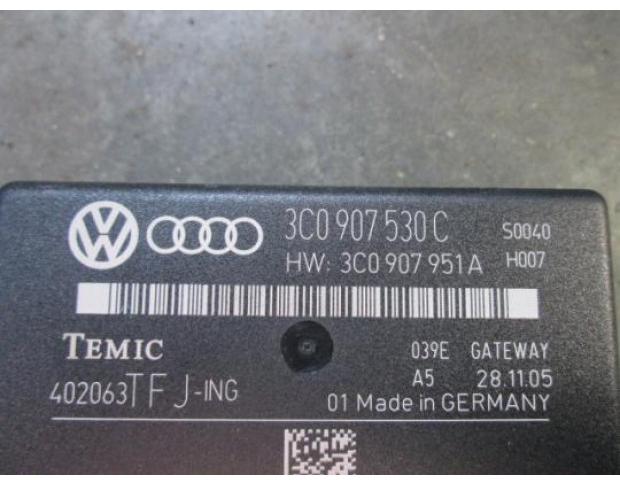 3C0 907 530 C S0040
HW: 3C0 907 951 A H007
TEMIC 039E GATEWAY
402063TFJ-ING A5 28.11.05
01 Made in GERMANY